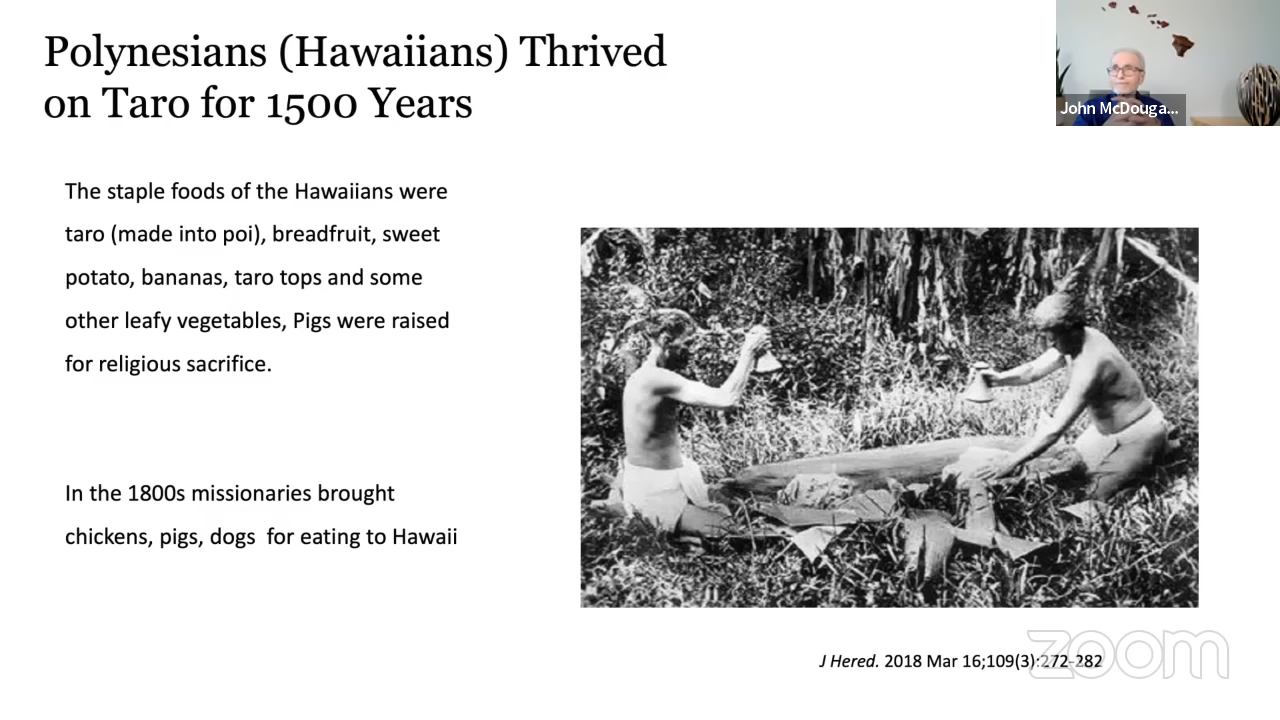 Polynesians (Hawaiians) Thrived
on Taro for 1500 Years
John McDouga...
The staple foods of the Hawaiians were
taro (made into poi), breadfruit, sweet
potato, bananas, taro tops and some
other leafy vegetables, Pigs were raised
for religious sacrifice.
In the 1800s missionaries brought
chickens, pigs, dogs for eating to Hawaii
J Hered. 2018 Mar 16;109(3):272-282
zoom